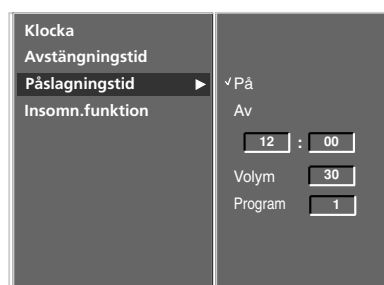 Klocka
Avstängningstid
Påslagningstid ▶
Insomn.funktion
✓På
Av
12 : 00
Volym 30
Program 1